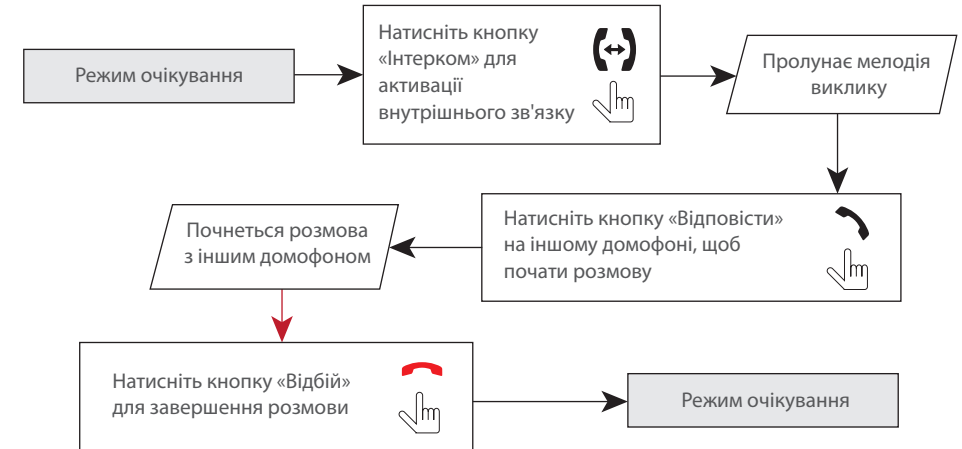 Режим очікування
Натисніть кнопку
«Інтерком» для
активації
внутрішнього зв'язку
Пролунає мелодія
виклику
Натисніть кнопку «Відповісти»
на іншому домофоні, щоб
почати розмову
Почнеться розмова
з іншим домофоном
Натисніть кнопку «Відбій»
для завершення розмови
Режим очікування